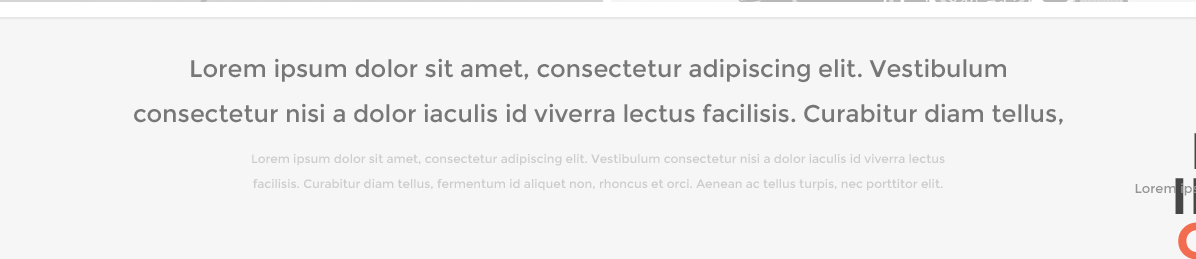 Lorem ipsum dolor sit amet, consectetur adipiscing elit. Vestibulum
consectetur nisi a dolor iaculis id viverra lectus facilisis. Curabitur diam tellus,
Lorem ipsum dolor sit amet, consectetur adipiscing elit. Vestibulum consectetur nisi a dolor iaculis id viverra lectus
facilisis. Curabitur diam tellus, fermentum id aliquet non, rhoncus et orci. Aenean ac tellus turpis, nec porttitor elit.
Lorem